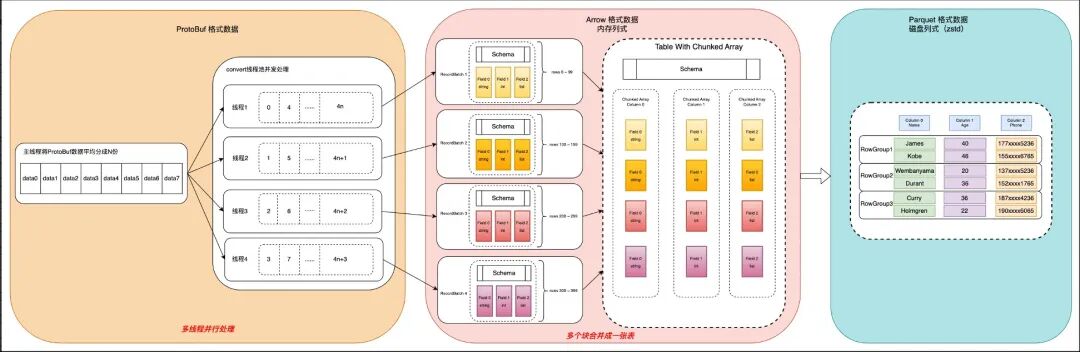 ProtoBuf 格式数据
主线程将ProtoBuf数据平均分成N份
data0 data1 data2 data3 data4 data5 data6 data7
convert线程池并发处理
线程1 0 4 ...... 4n
线程2 1 5 ...... 4n+1
线程3 2 6 ...... 4n+2
线程4 3 7 ...... 4n+3
多线程并行处理
Arrow 格式数据
内存列式
RecordBatch 1
Schema
Field 0 Field 1 Field 2
string int list
rows 0 ~ 99
RecordBatch 2
Schema
Field 0 Field 1 Field 2
string int list
rows 100 ~ 199
RecordBatch 3
Schema
Field 0 Field 1 Field 2
string int list
rows 200 ~ 299
RecordBatch 4
Schema
Field 0 Field 1 Field 2
string int list
Table With Chunked Array
Schema
Chunked Array Chunked Array Chunked Array
Column 0 Column 1 Column 2
Field 0 Field 1 Field 2
string int list
Field 0 Field 1 Field 2
string int list
Field 0 Field 1 Field 2
string int list
Field 0 Field 1 Field 2
string int list
多个块合并成一张表
Parquet 格式数据
磁盘列式（zstd）
Column 0 Column 1 Column 2
Name Age Phone
RowGroup1
James 40 177xxxx5236
Kobe 46 155xxxx6765
RowGroup2
Wembanyama 20 137xxxx5236
Durant 36 152xxxx1765
RowGroup3
Curry 36 187xxxx4236
Holmgren 22 190xxxx6065